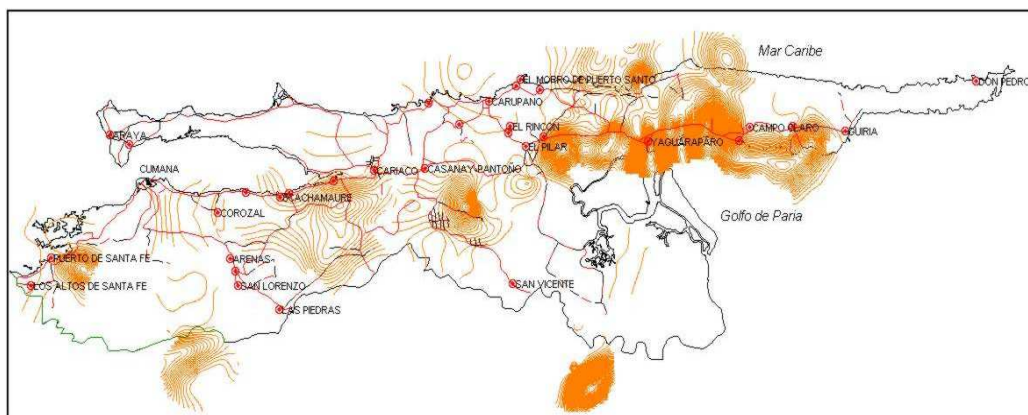 Mar Caribe
EL MORRO DE PUERTO SANTO
DON PEDRO
CARUPANO
ARAYA
EL RINCON
CAMPO CLARO
GUIRIA
EL PILAR
YAGUARAPARO
CUMANA
CARIACO
CASANAY-PANTONO
CACHAMAURE
COROZAL
Golfo de Paria
PUERTO DE SANTA FE
ARENAS
LOS ALTOS DE SANTA FE
SAN LORENZO
SAN VICENTE
LAS PIEDRAS